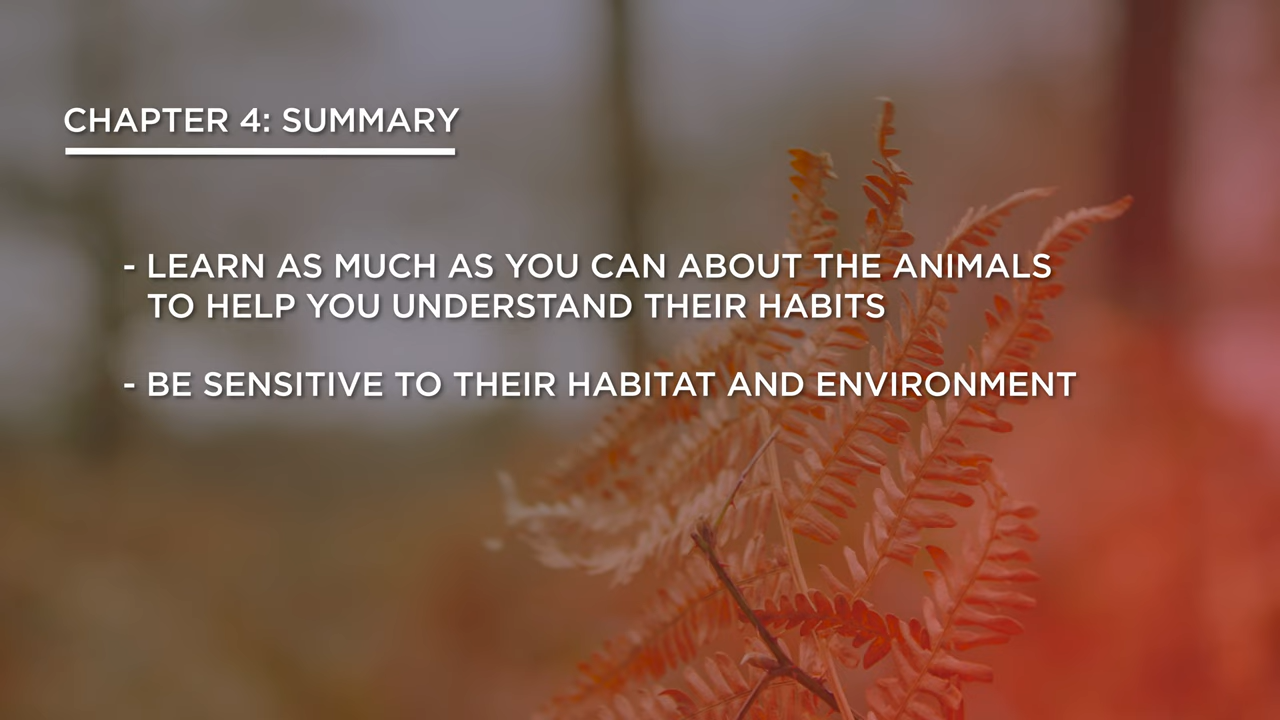 CHAPTER 4: SUMMARY
- LEARN AS MUCH AS YOU CAN ABOUT THE ANIMALS
TO HELP YOU UNDERSTAND THEIR HABITS
- BE SENSITIVE TO THEIR HABITAT AND ENVIRONMENT